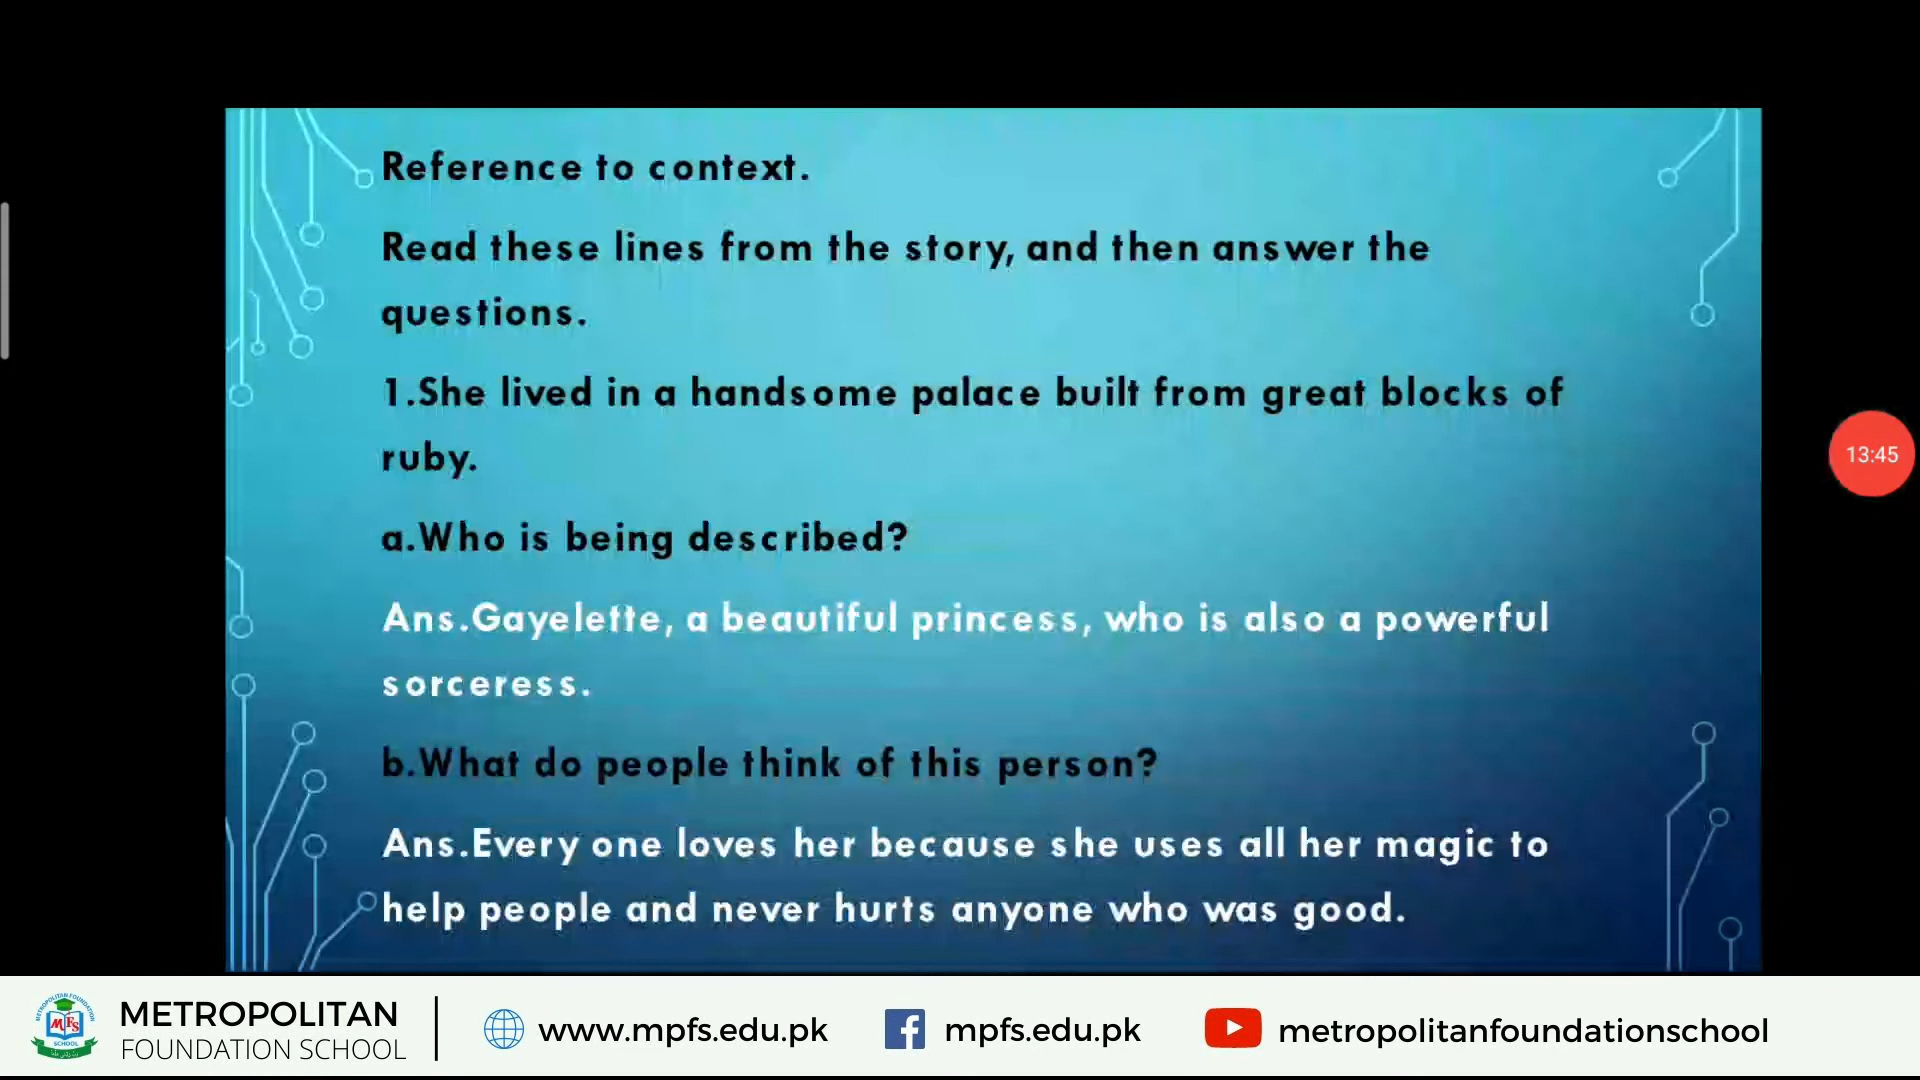 Reference to context.
Read these lines from the story, and then answer the
questions.
1.She lived in a handsome palace built from great blocks of
ruby.
a.Who is being described?
Ans.Gayelette, a beautiful princess, who is also a powerful
sorceress.
b.What do people think of this person?
Ans.Every one loves her because she uses all her magic to
help people and never hurts anyone who was good.
13:45
METROPOLITAN
FOUNDATION SCHOOL
www.mpfs.edu.pk
mpfs.edu.pk
metropolitanfoundationschool
MFS
SCHOOL